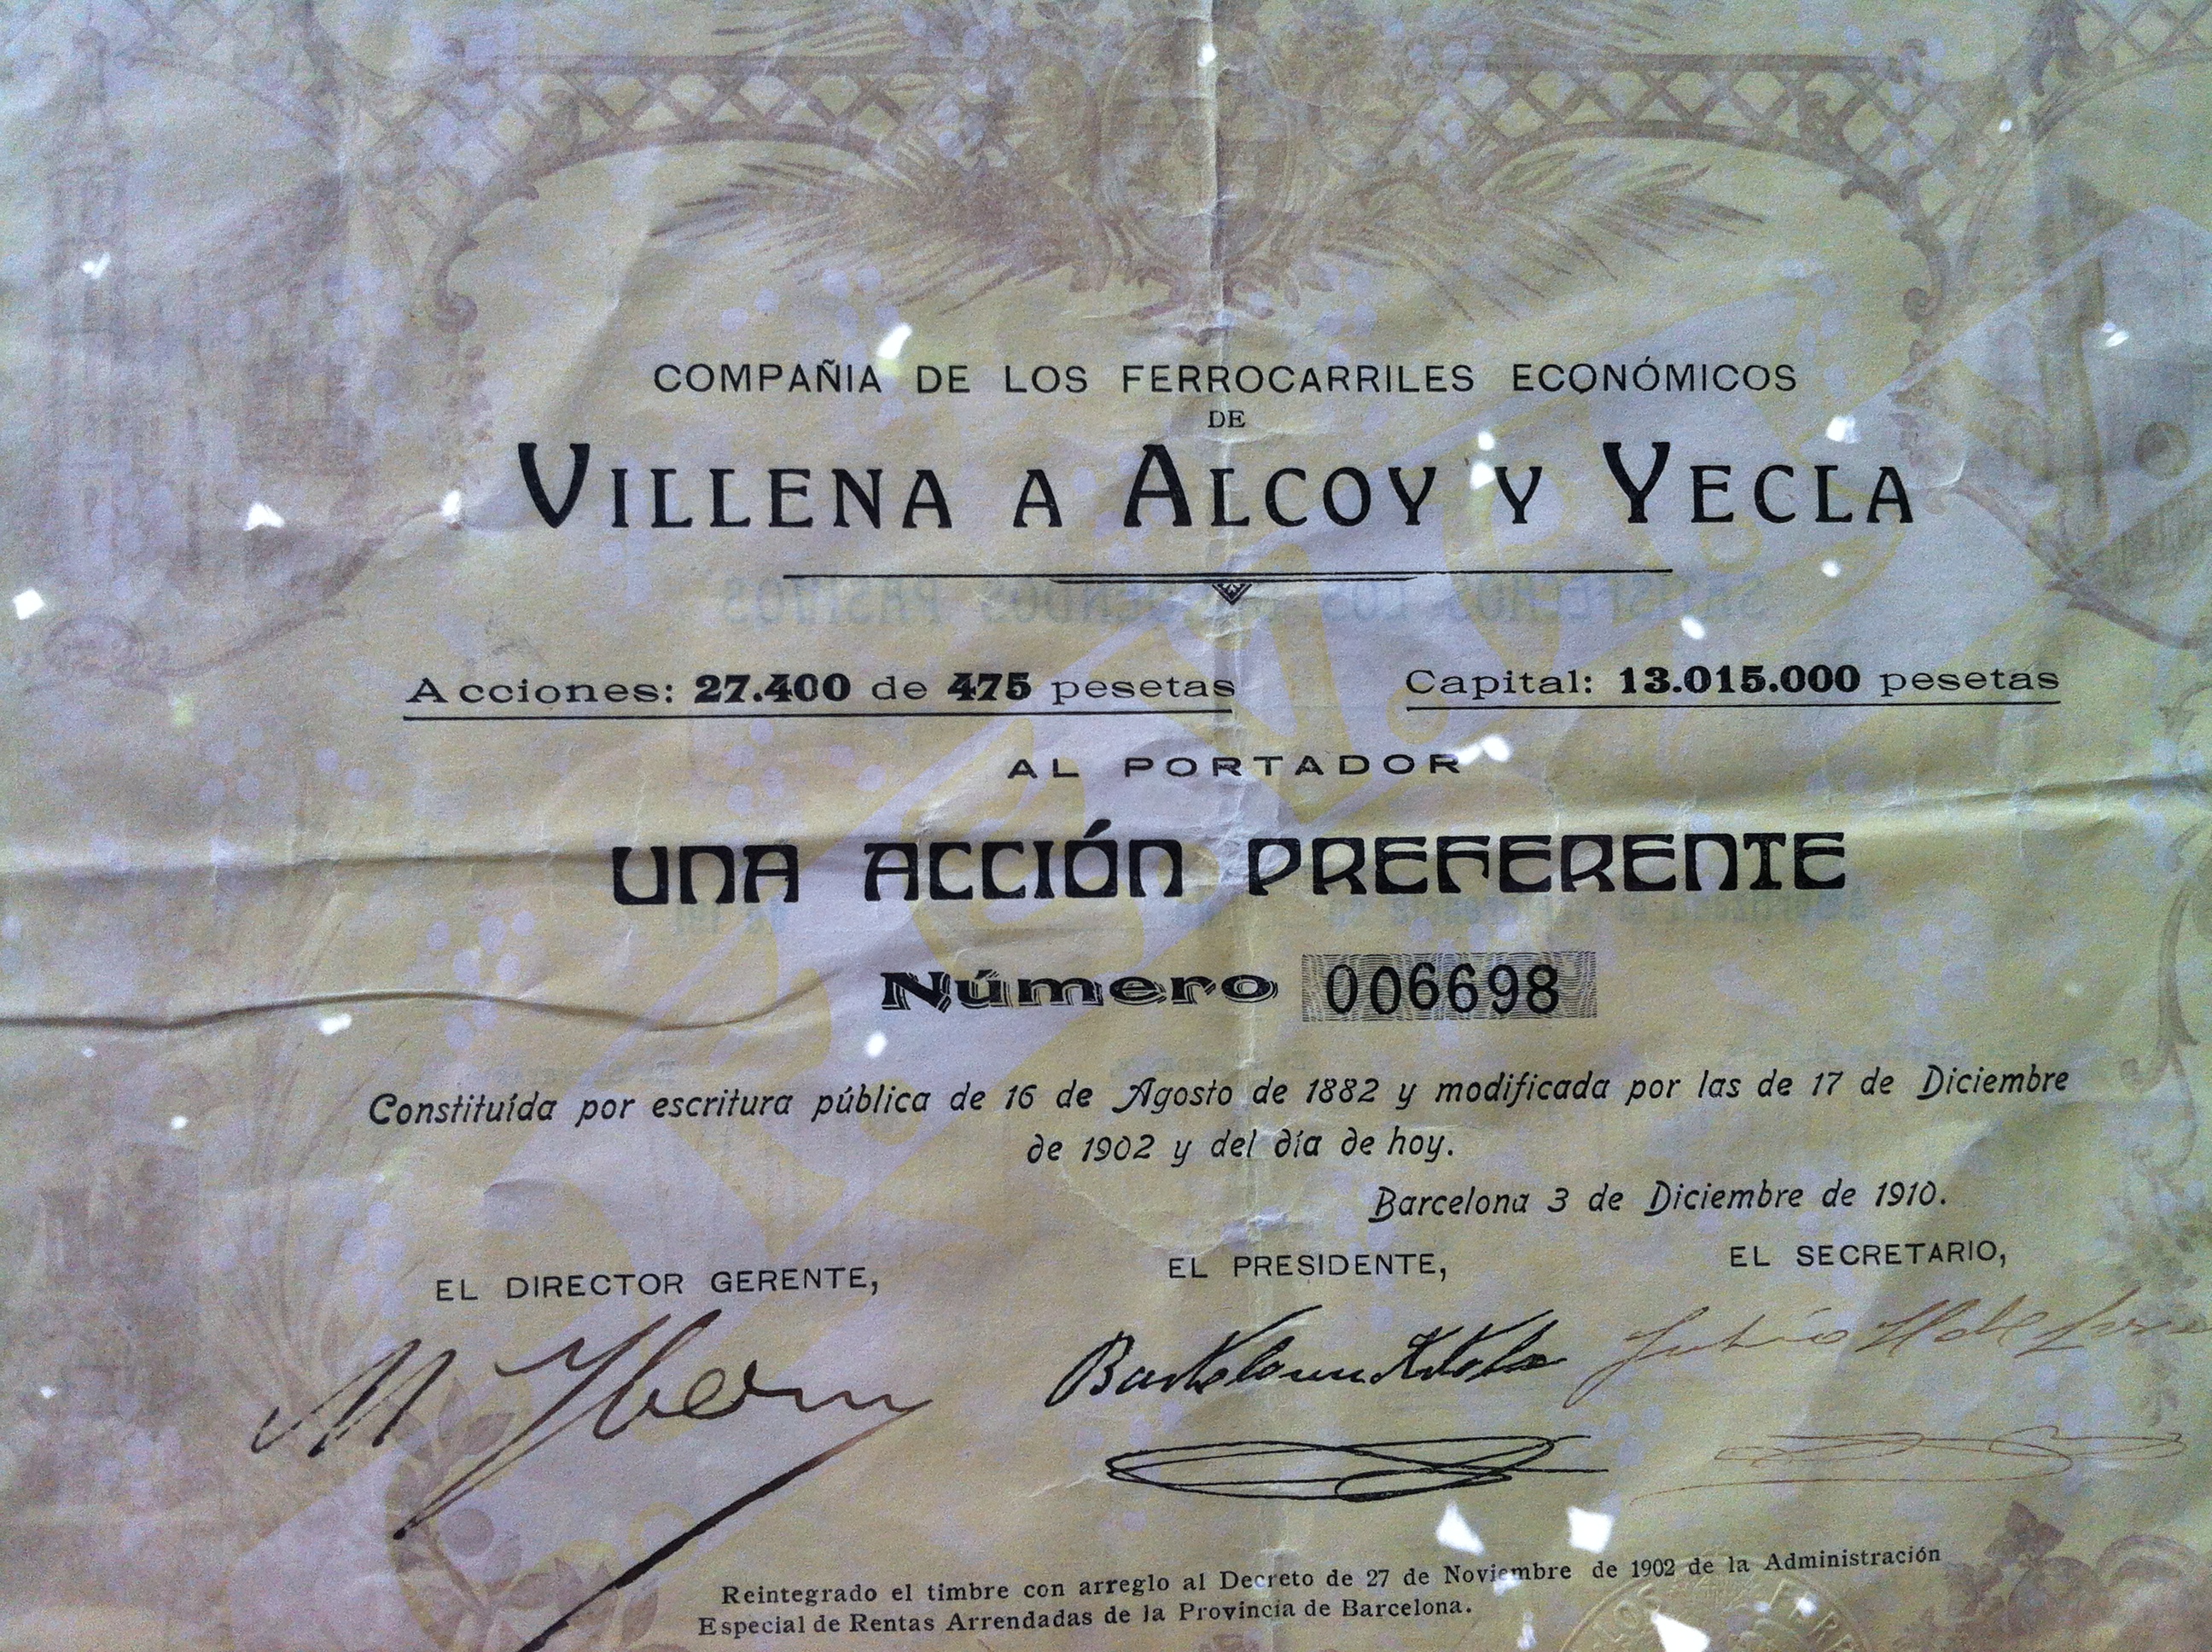 COMPAÑIA DE LOS FERROCARRILES ECONÓMICOS
DE
VILLENA A ALCOY Y YECLA
Acciones: 27.400 de 475 pesetas Capital: 13.015.000 pesetas
AL PORTADOR
UNA ACCIÓN PREFERENTE
Número 006698
Constituída por escritura pública de 16 de Agosto de 1882 y modificada por las de 17 de Diciembre
de 1902 y del día de hoy.
Barcelona 3 de Diciembre de 1910.
EL DIRECTOR GERENTE, EL PRESIDENTE, EL SECRETARIO,
Reintegrado el timbre con arreglo al Decreto de 27 de Noviembre de 1902 de la Administración
Especial de Rentas Arrendadas de la Provincia de Barcelona.